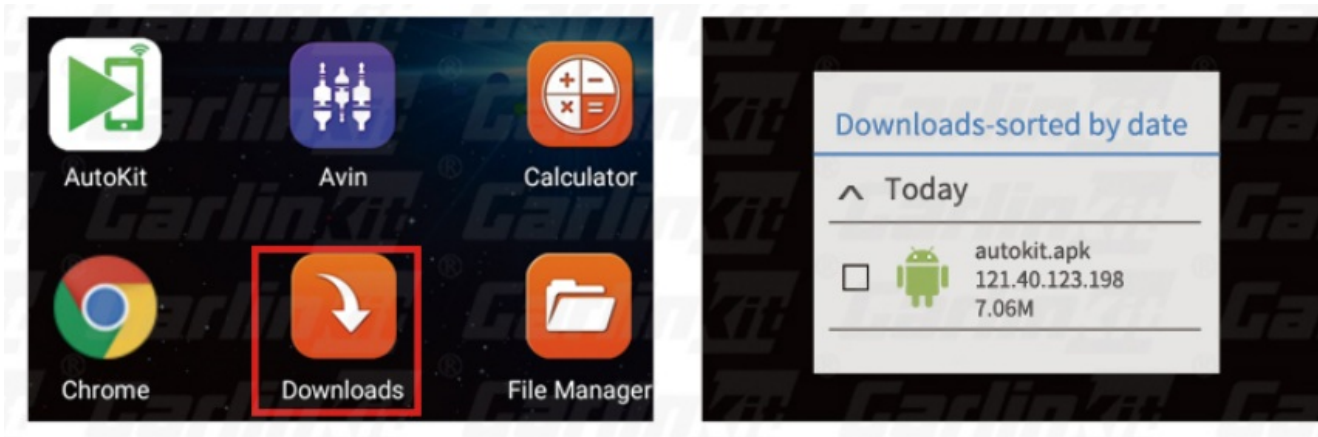 AutoKit
Avin
Calculator
Chrome
Downloads
File Manager
Downloads-sorted by date
Today
autokit.apk
121.40.123.198
7.06M
Carlinkit
®